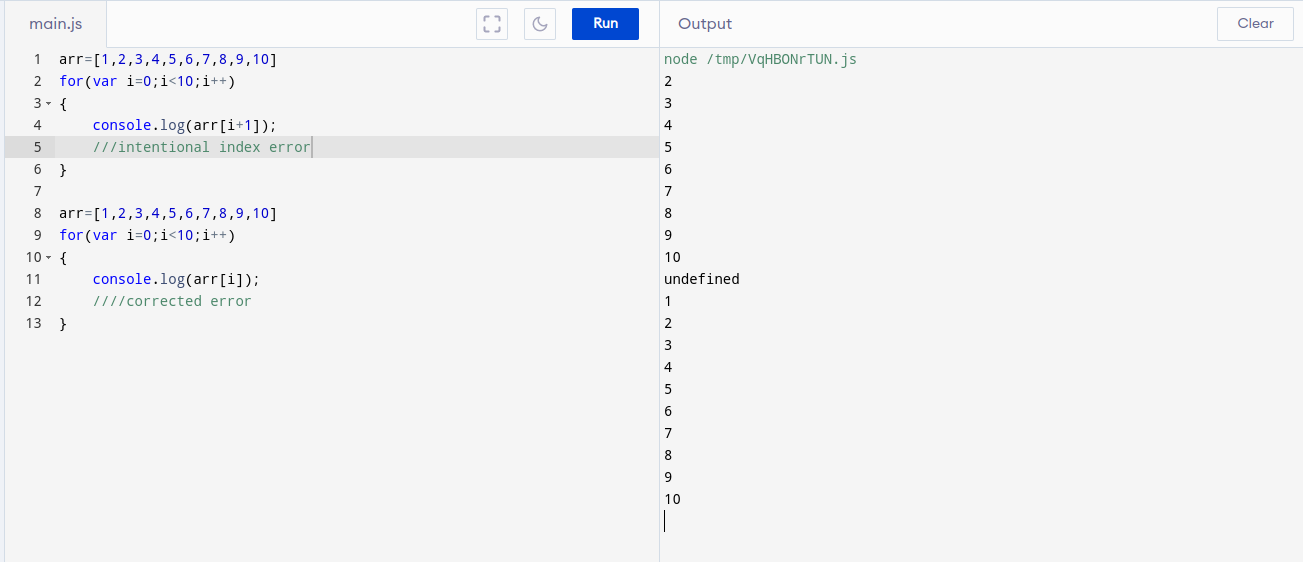 main.js
Run
Output
Clear
1 arr=[1,2,3,4,5,6,7,8,9,10]
2 for(var i=0;i<10;i++)
3 {
4     console.log(arr[i+1]);
5     ///intentional index error
6 }
7
8 arr=[1,2,3,4,5,6,7,8,9,10]
9 for(var i=0;i<10;i++)
10 {
11     console.log(arr[i]);
12     ////corrected error
13 }
node /tmp/VqHBONrTUN.js
2
3
4
5
6
7
8
9
10
undefined
1
2
3
4
5
6
7
8
9
10